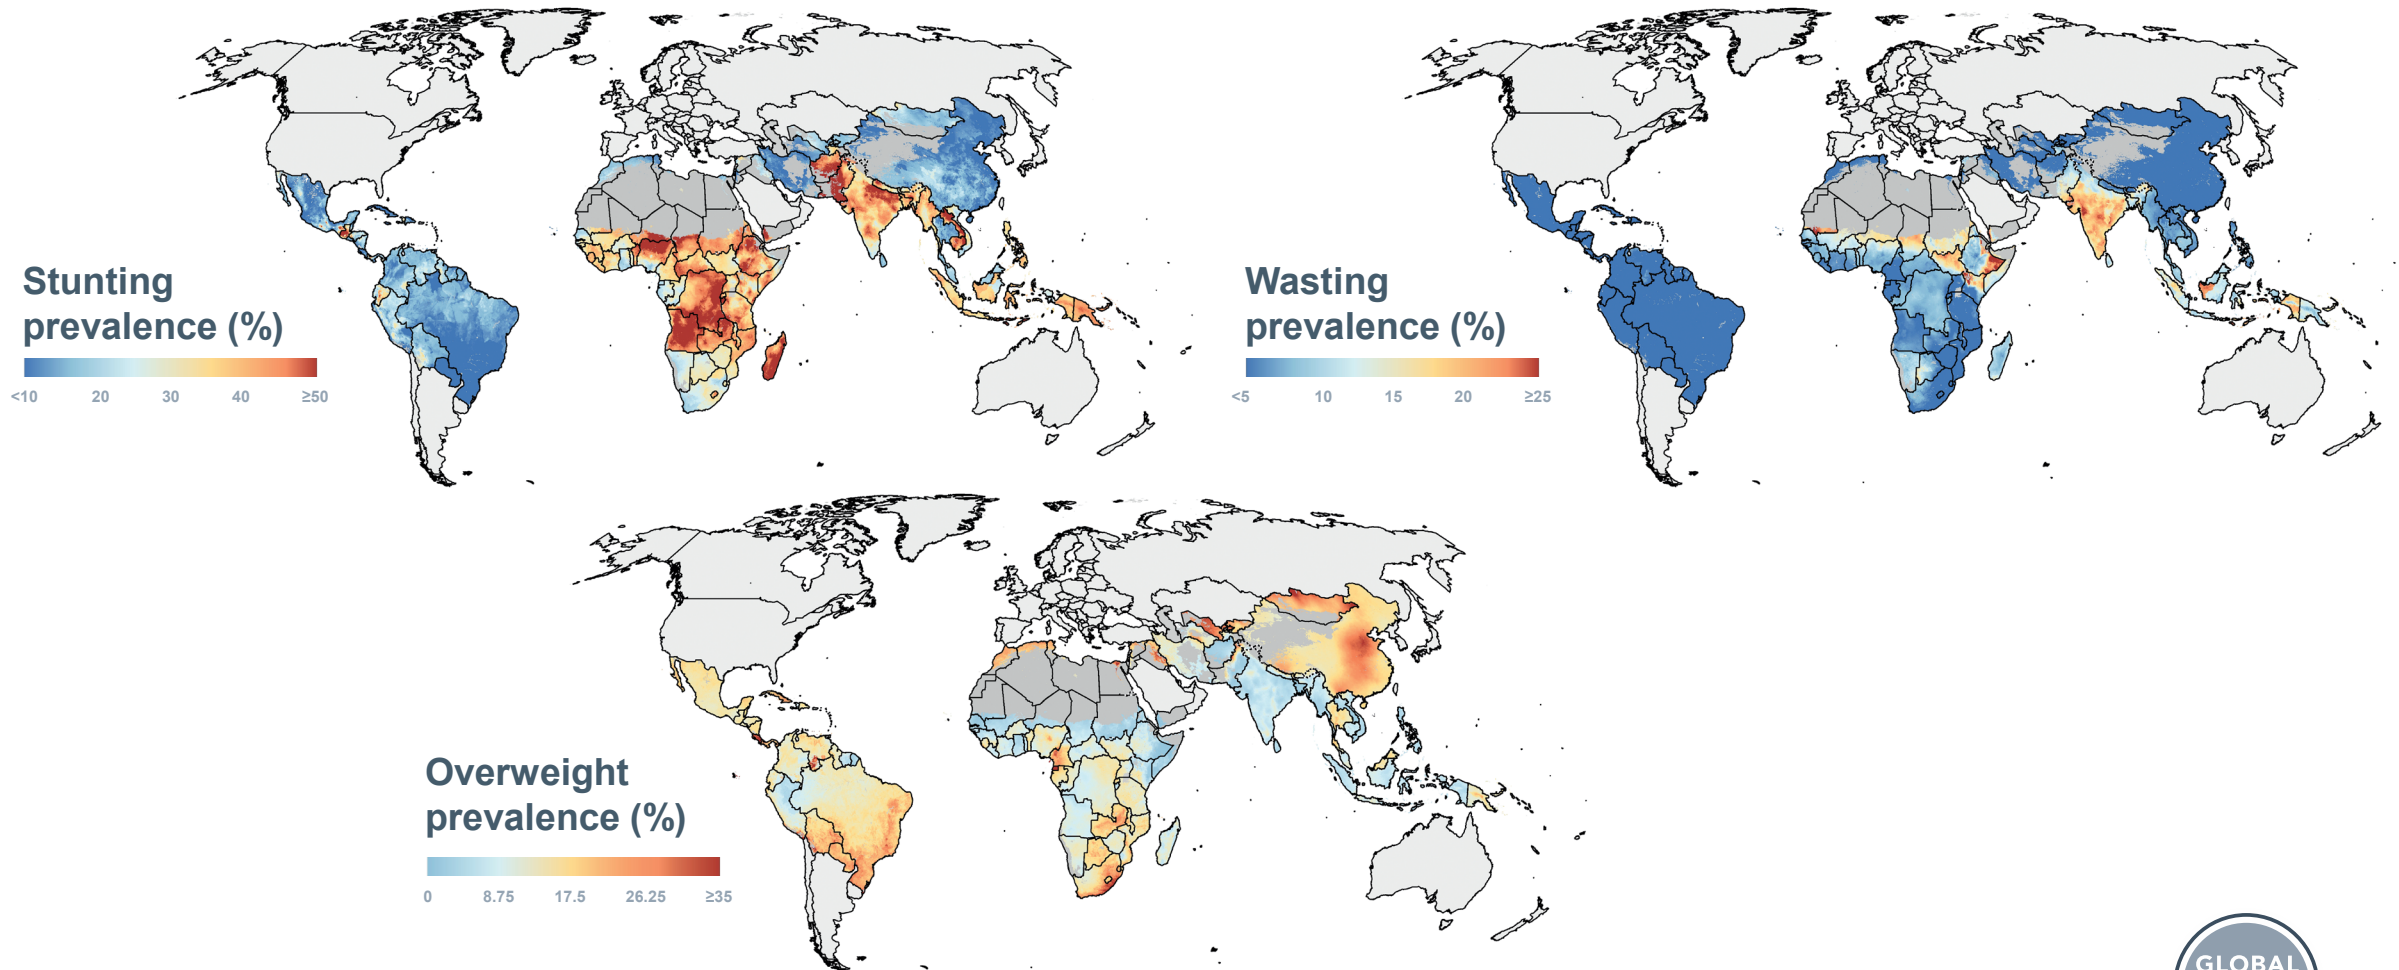 Stunting
prevalence (%)
<10 20 30 40 ≥50
Wasting
prevalence (%)
<5 10 15 20 ≥25
Overweight
prevalence (%)
0 8.75 17.5 26.25 ≥35
GLOBAL